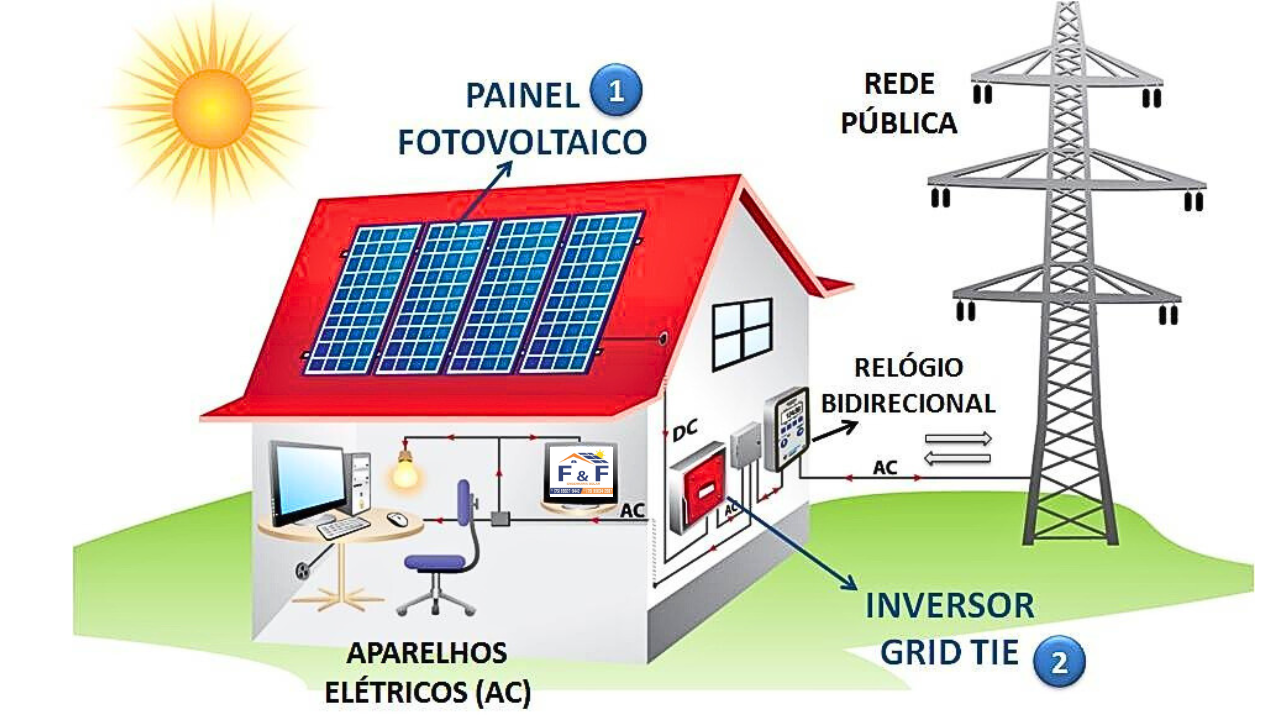 PAINEL 1
FOTOVOLTAICO
REDE
PÚBLICA
RELÓGIO
BIDIRECIONAL
DC
AC
AC
AC
F & F
INVERSOR
GRID TIE 2
APARELHOS
ELÉTRICOS (AC)